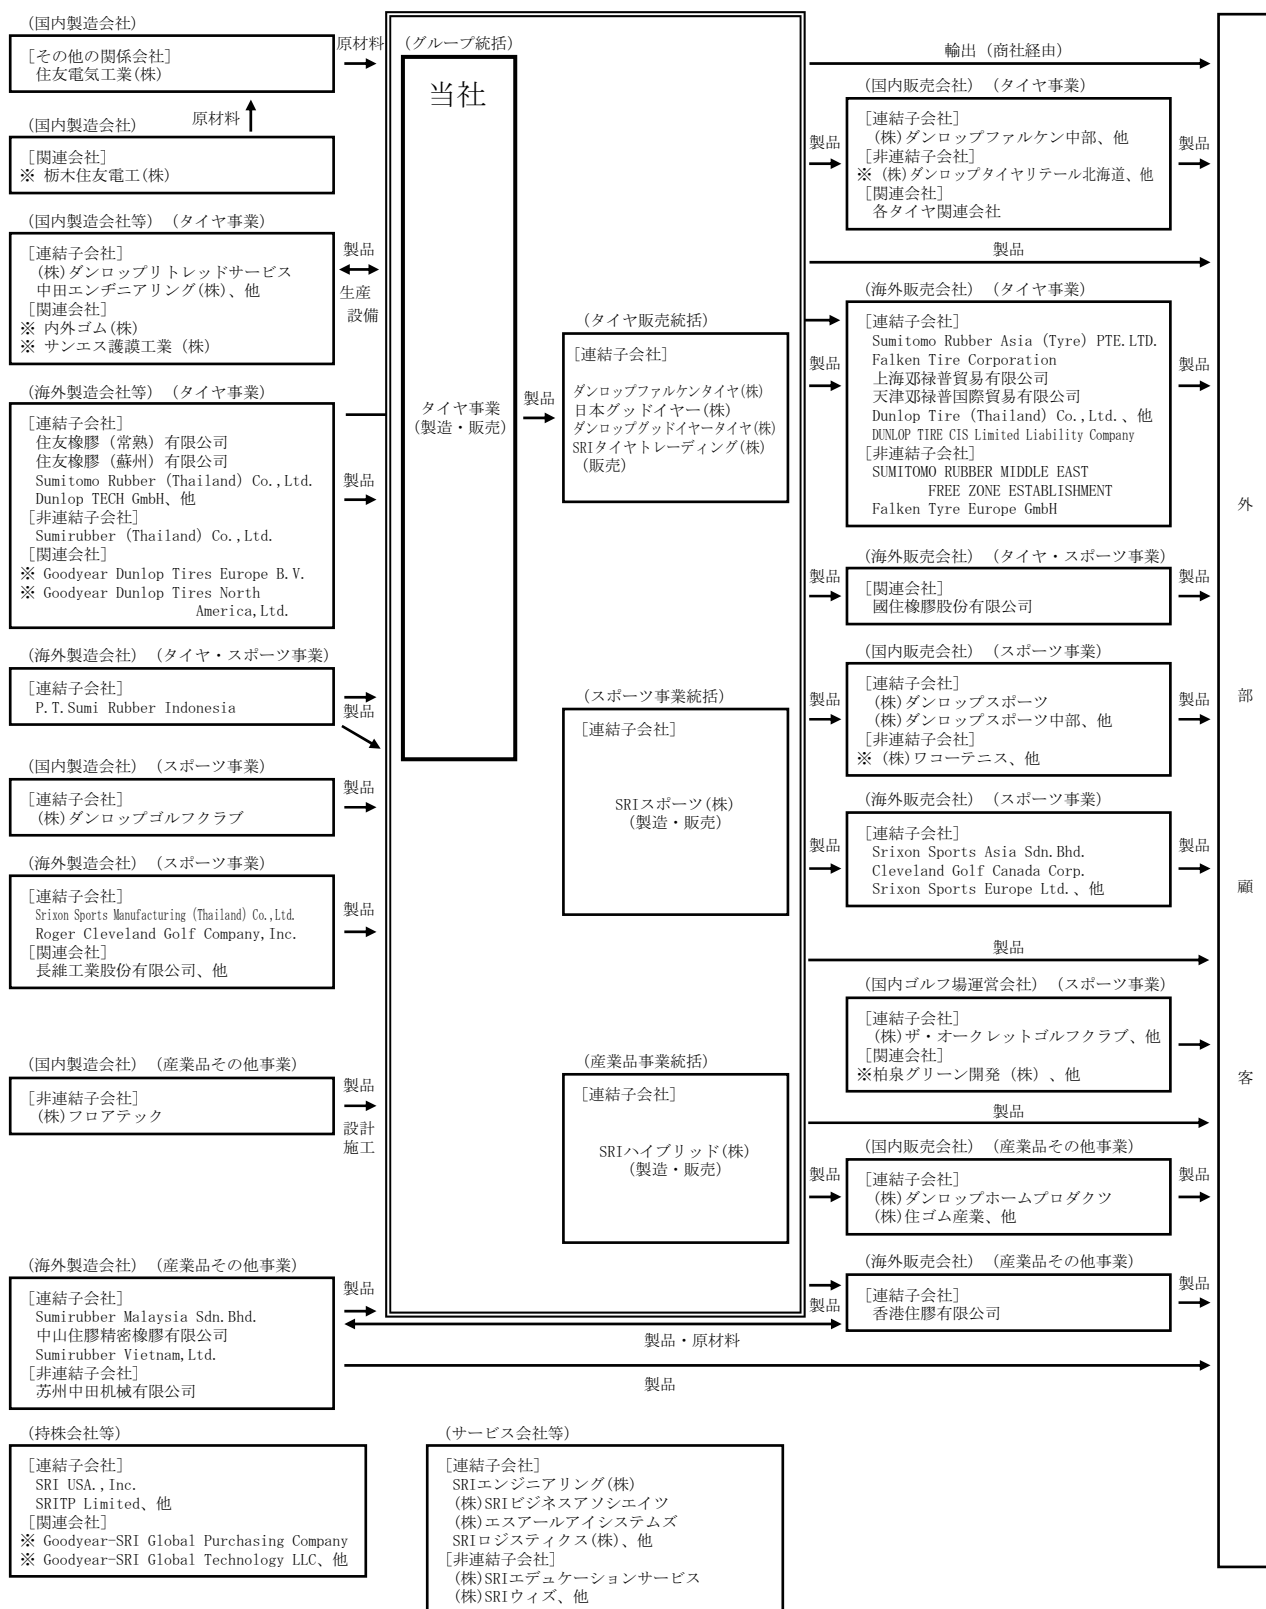 (国内製造会社)
[その他の関係会社]
住友電気工業(株)
原材料
(国内製造会社)
原材料
[関連会社]
※ 栃木住友電工(株)
(国内製造会社等) (タイヤ事業)
[連結子会社]
(株)ダンロップリトレッドサービス
中田エンヂニアリング(株)、他
[関連会社]
※ 内外ゴム(株)
※ サンエス護膜工業 (株)
製品
生産
設備
(海外製造会社等) (タイヤ事業)
[連結子会社]
住友橡膠 (常熟) 有限公司
住友橡膠 (蘇州) 有限公司
Sumitomo Rubber (Thailand) Co.,Ltd.
Dunlop TECH GmbH、他
[非連結子会社]
Sumirubber (Thailand) Co.,Ltd.
[関連会社]
※ Goodyear Dunlop Tires Europe B.V.
※ Goodyear Dunlop Tires North
America,Ltd.
製品
(海外製造会社) (タイヤ・スポーツ事業)
[連結子会社]
P.T.Sumi Rubber Indonesia
製品
(国内製造会社) (スポーツ事業)
[連結子会社]
(株)ダンロップゴルフクラブ
製品
(海外製造会社) (スポーツ事業)
[連結子会社]
Srixon Sports Manufacturing (Thailand) Co.,Ltd.
Roger Cleveland Golf Company,Inc.
[関連会社]
長維工業股份有限公司、他
製品
(国内製造会社) (産業品その他事業)
[非連結子会社]
(株)フロアテック
製品
設計
施工
(海外製造会社) (産業品その他事業)
[連結子会社]
Sumirubber Malaysia Sdn.Bhd.
中山住膠精密橡膠有限公司
Sumirubber Vietnam,Ltd.
[非連結子会社]
苏州中田机械有限公司
製品
(持株会社等)
[連結子会社]
SRI USA.,Inc.
SRITP Limited、他
[関連会社]
※ Goodyear-SRI Global Purchasing Company
※ Goodyear-SRI Global Technology LLC、他
(グループ統括)
当社
タイヤ事業
(製造・販売)
製品
(タイヤ販売統括)
[連結子会社]
ダンロップファルケンタイヤ(株)
日本グッドイヤー(株)
ダンロップグッドイヤータイヤ(株)
SRIタイヤトレーディング(株)
(販売)
(スポーツ事業統括)
[連結子会社]
SRIスポーツ(株)
(製造・販売)
(産業品事業統括)
[連結子会社]
SRIハイブリッド(株)
(製造・販売)
製品・原材料
製品
(サービス会社等)
[連結子会社]
SRIエンジニアリング(株)
(株)SRIビジネスアソシエイツ
(株)エスアールアイシステムズ
SRIロジスティクス(株)、他
[非連結子会社]
(株)SRIエデュケーションサービス
(株)SRIウィズ、他
輸出 (商社経由)
(国内販売会社) (タイヤ事業)
製品
[連結子会社]
(株)ダンロップファルケン中部、他
[非連結子会社]
※ (株)ダンロップタイヤリテール北海道、他
[関連会社]
各タイヤ関連会社
製品
製品
(海外販売会社) (タイヤ事業)
製品
[連結子会社]
Sumitomo Rubber Asia (Tyre) PTE.LTD.
Falken Tire Corporation
上海邓禄普貿易有限公司
天津邓禄普国際貿易有限公司
Dunlop Tire (Thailand) Co.,Ltd.、他
DUNLOP TIRE CIS Limited Liability Company
[非連結子会社]
SUMITOMO RUBBER MIDDLE EAST
FREE ZONE ESTABLISHMENT
Falken Tyre Europe GmbH
製品
(海外販売会社) (タイヤ・スポーツ事業)
製品
[関連会社]
國住橡膠股份有限公司
製品
(国内販売会社) (スポーツ事業)
製品
[連結子会社]
(株)ダンロップスポーツ
(株)ダンロップスポーツ中部、他
[非連結子会社]
※ (株)ワコーテニス、他
製品
(海外販売会社) (スポーツ事業)
製品
[連結子会社]
Srixon Sports Asia Sdn.Bhd.
Cleveland Golf Canada Corp.
Srixon Sports Europe Ltd.、他
製品
製品
(国内ゴルフ場運営会社) (スポーツ事業)
[連結子会社]
(株)ザ・オークレットゴルフクラブ、他
[関連会社]
※柏泉グリーン開発 (株) 、他
製品
(国内販売会社) (産業品その他事業)
製品
[連結子会社]
(株)ダンロップホームプロダクツ
(株)住ゴム産業、他
製品
(海外販売会社) (産業品その他事業)
製品
[連結子会社]
香港住膠有限公司
製品
外
部
顧
客